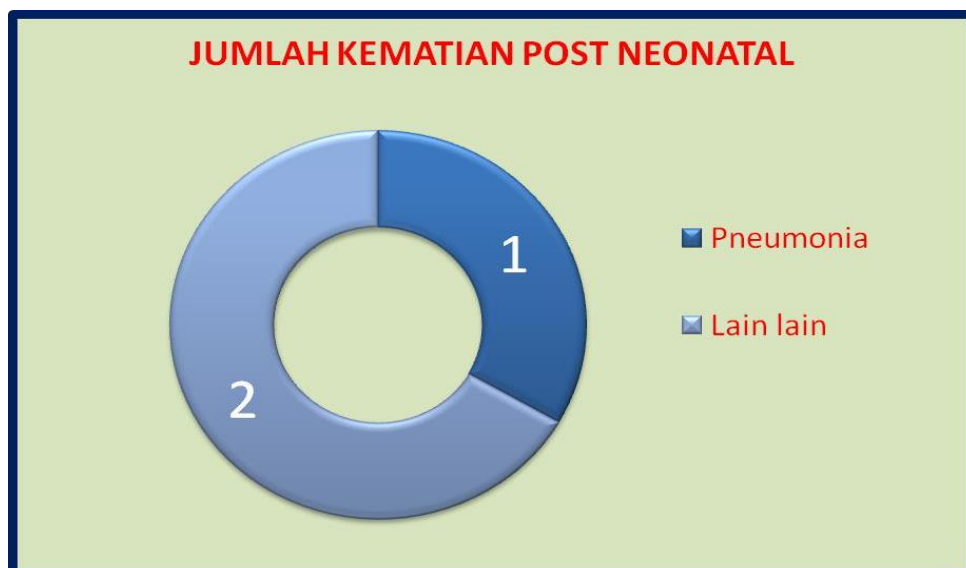 JUMLAH KEMATIAN POST NEONATAL
1
Pneumonia
Lain lain
2